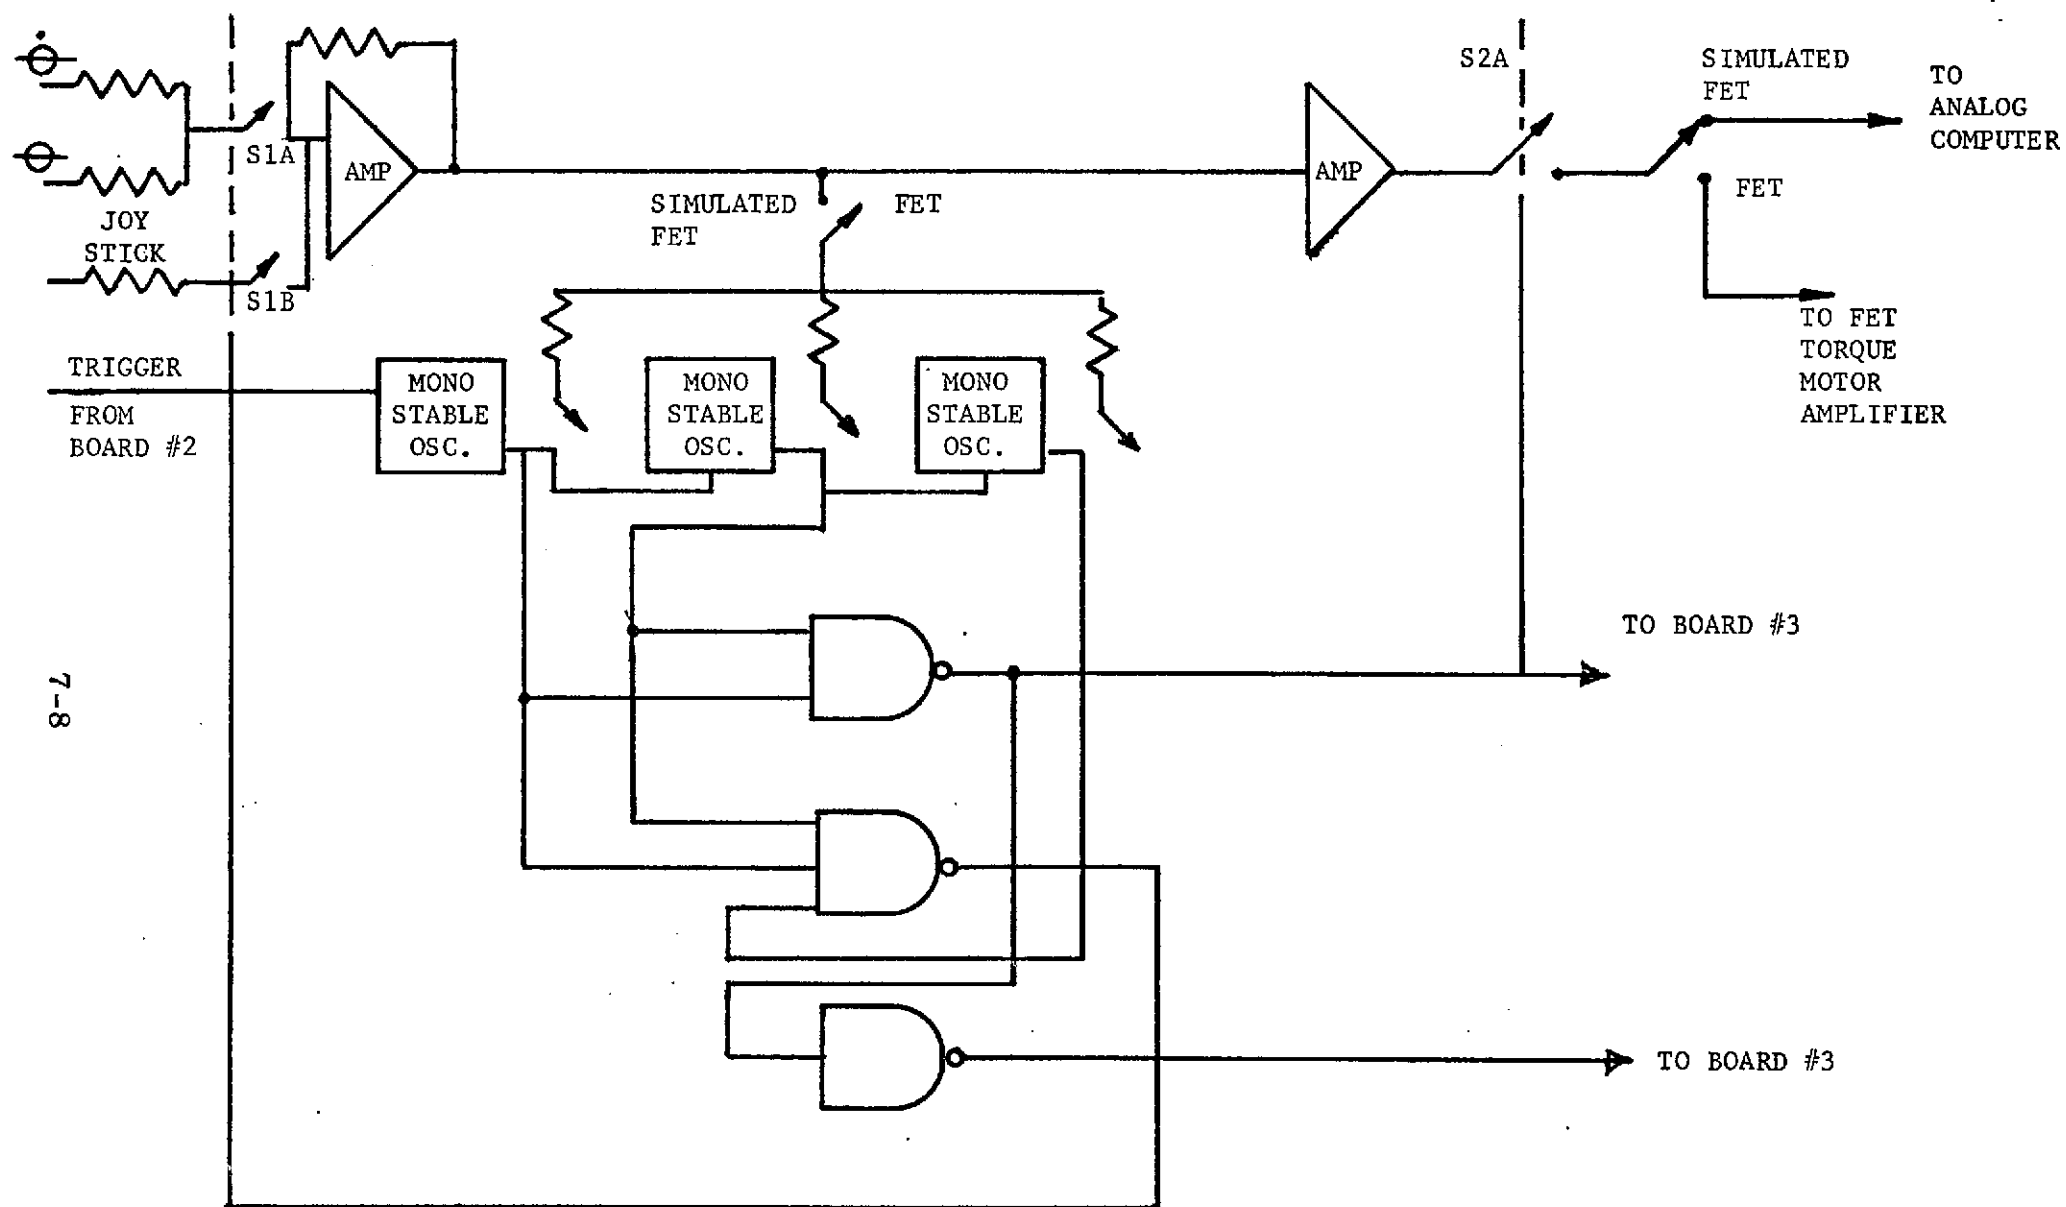 S1A
AMP
JOY
STICK
S1B
SIMULATED
FET
FET
AMP
S2A
SIMULATED
FET
TO
ANALOG
COMPUTER
FET
TO FET
TORQUE
MOTOR
AMPLIFIER
TRIGGER
FROM
BOARD #2
MONO
STABLE
OSC.
MONO
STABLE
OSC.
MONO
STABLE
OSC.
TO BOARD #3
7-8
TO BOARD #3